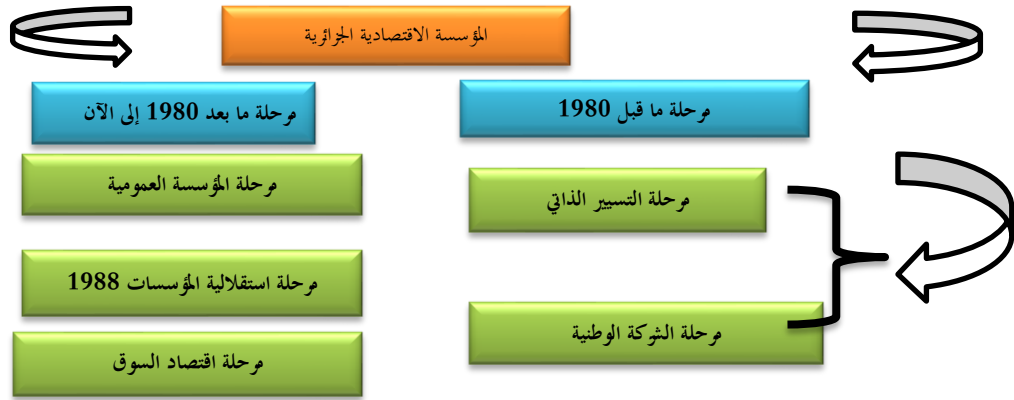 المؤسسة الاقتصادية الجزائرية
مرحلة ما قبل 1980
مرحلة ما بعد 1980 إلى الآن
مرحلة التسيير الذاتي
مرحلة الشركة الوطنية
مرحلة المؤسسة العمومية
مرحلة استقلالية المؤسسات 1988
مرحلة اقتصاد السوق